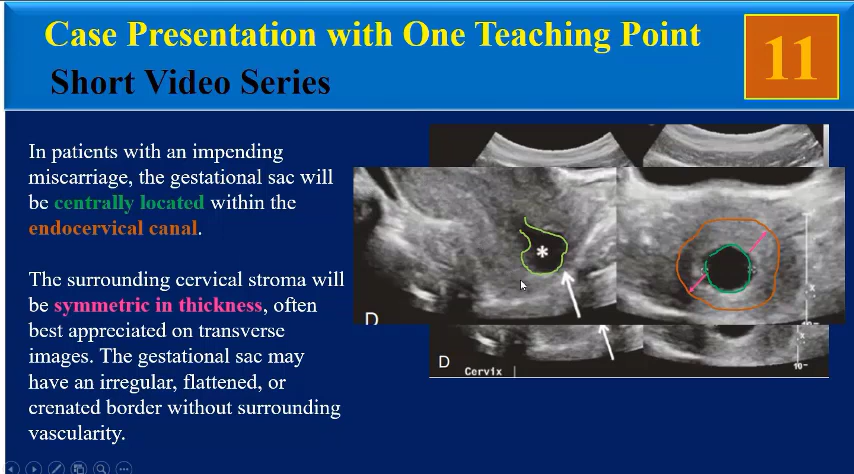 Case Presentation with One Teaching Point
Short Video Series
11
In patients with an impending
miscarriage, the gestational sac will
be centrally located within the
endocervical canal.
The surrounding cervical stroma will
be symmetric in thickness, often
best appreciated on transverse
images. The gestational sac may
have an irregular, flattened, or
crenated border without surrounding
vascularity.
*
D
D
Cervix
x
x
10-